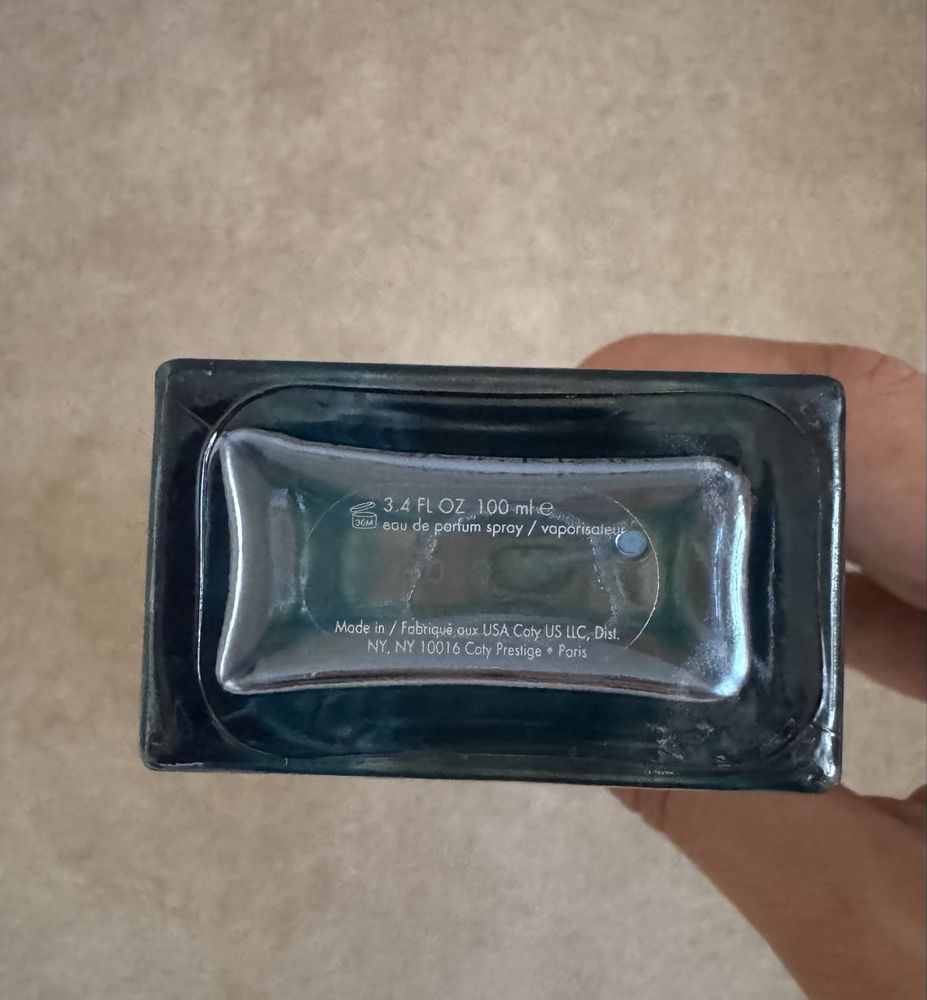 3.4 FL OZ 100 ml ℮
36M
eau de parfum spray / vaporisateur
Made in / Fabriqué aux USA Coty US LLC, Dist.
NY, NY 10016 Coty Prestige • Paris